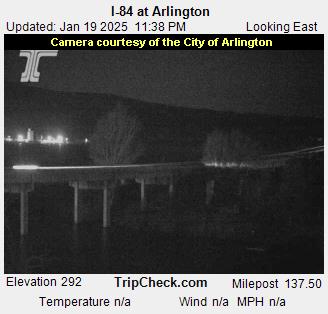 I-84 at Arlington
Updated: Jan 19 2025 11:38 PM Looking East
Camera courtesy of the City of Arlington
Elevation 292 TripCheck.com Milepost 137.50
Temperature n/a Wind n/a MPH n/a